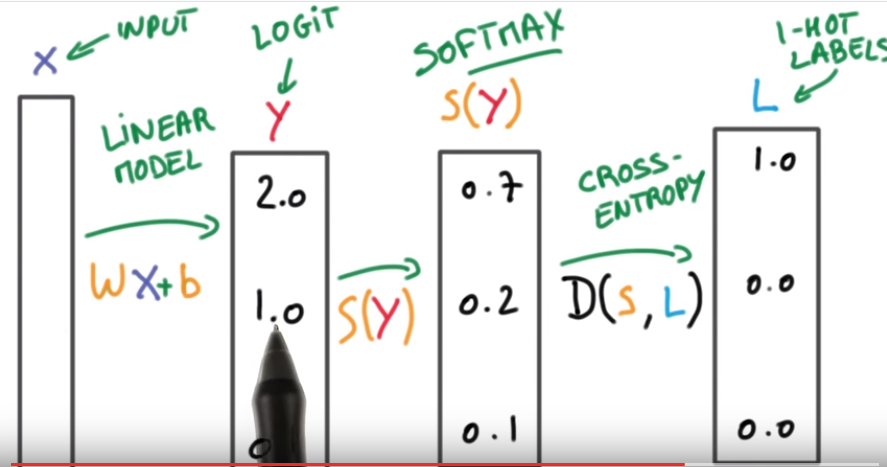 X
INPUT
LINEAR
MODEL
WX+b
LOGIT
Y
2.0
1.0
0
S(Y)
SOFTMAX
S(Y)
0.7
0.2
0.1
CROSS-
ENTROPY
D(S,L)
1-HOT
LABELS
L
1.0
0.0
0.0